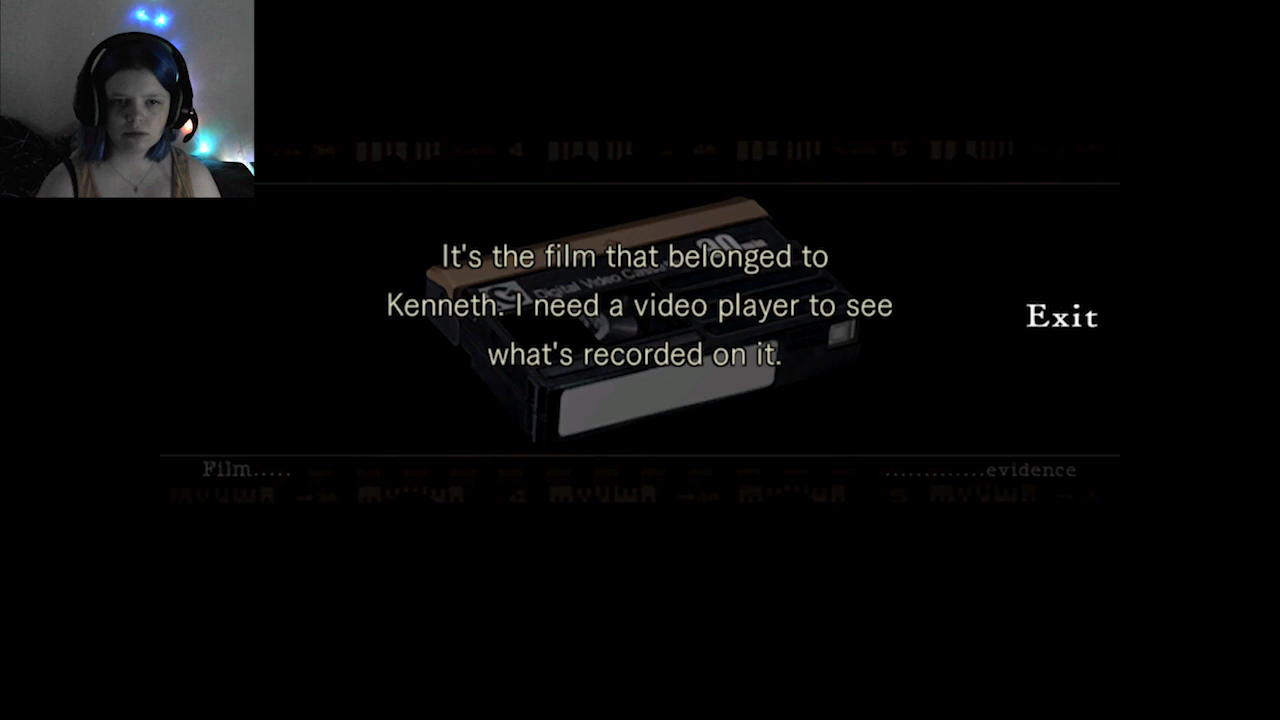 It's the film that belonged to
Kenneth. I need a video player to see
what's recorded on it.
Exit
Film.....
.............evidence